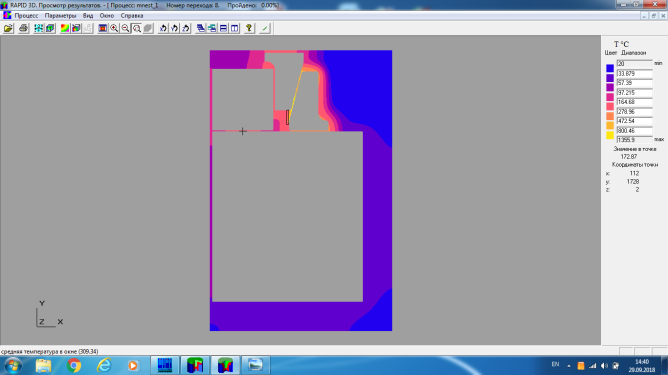 RAPID 3D. Просмотр результатов. - [ Процесс: mnest_1 Номер перехода: 8. Пройдено: 0.00%]
Процесс Параметры Вид Окно Справка
T °C
Цвет Диапазон
20 min
33.879
57.39
97.215
164.68
278.96
472.54
800.46
1355.9 max
Значение в точке
172.87
Координаты точки
x: 112
y: 1728
z: 2
Y
Z X
средняя температура в окне (309,34)
EN
14:40
29.09.2018